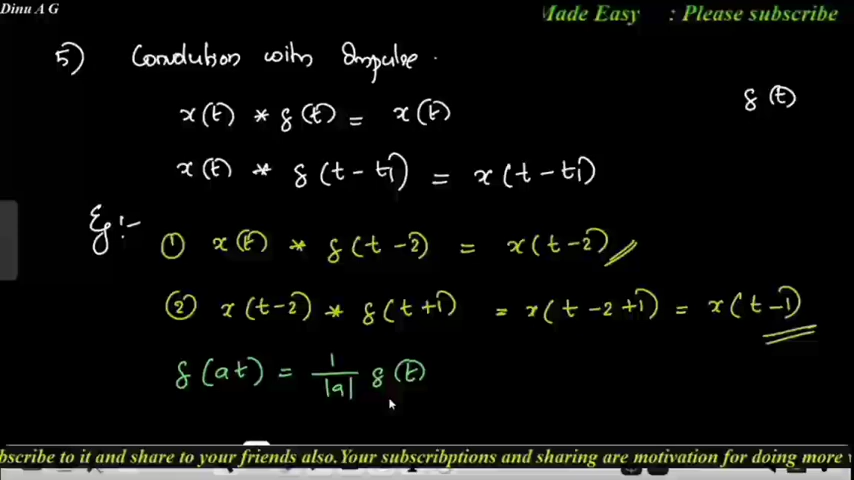 Dinu A G
Made Easy : Please subscribe
5) Convolution with Impulse.
x(t) * δ(t) = x(t)
δ(t)
x(t) * δ(t-t1) = x(t-t1)
Eg:-
① x(t) * δ(t-2) = x(t-2)
② x(t-2) * δ(t+1) = x(t-2+1) = x(t-1)
δ(at) = 1/|a| δ(t)
bscribe to it and share to your friends also.Your subscribptions and sharing are motivation for doing more